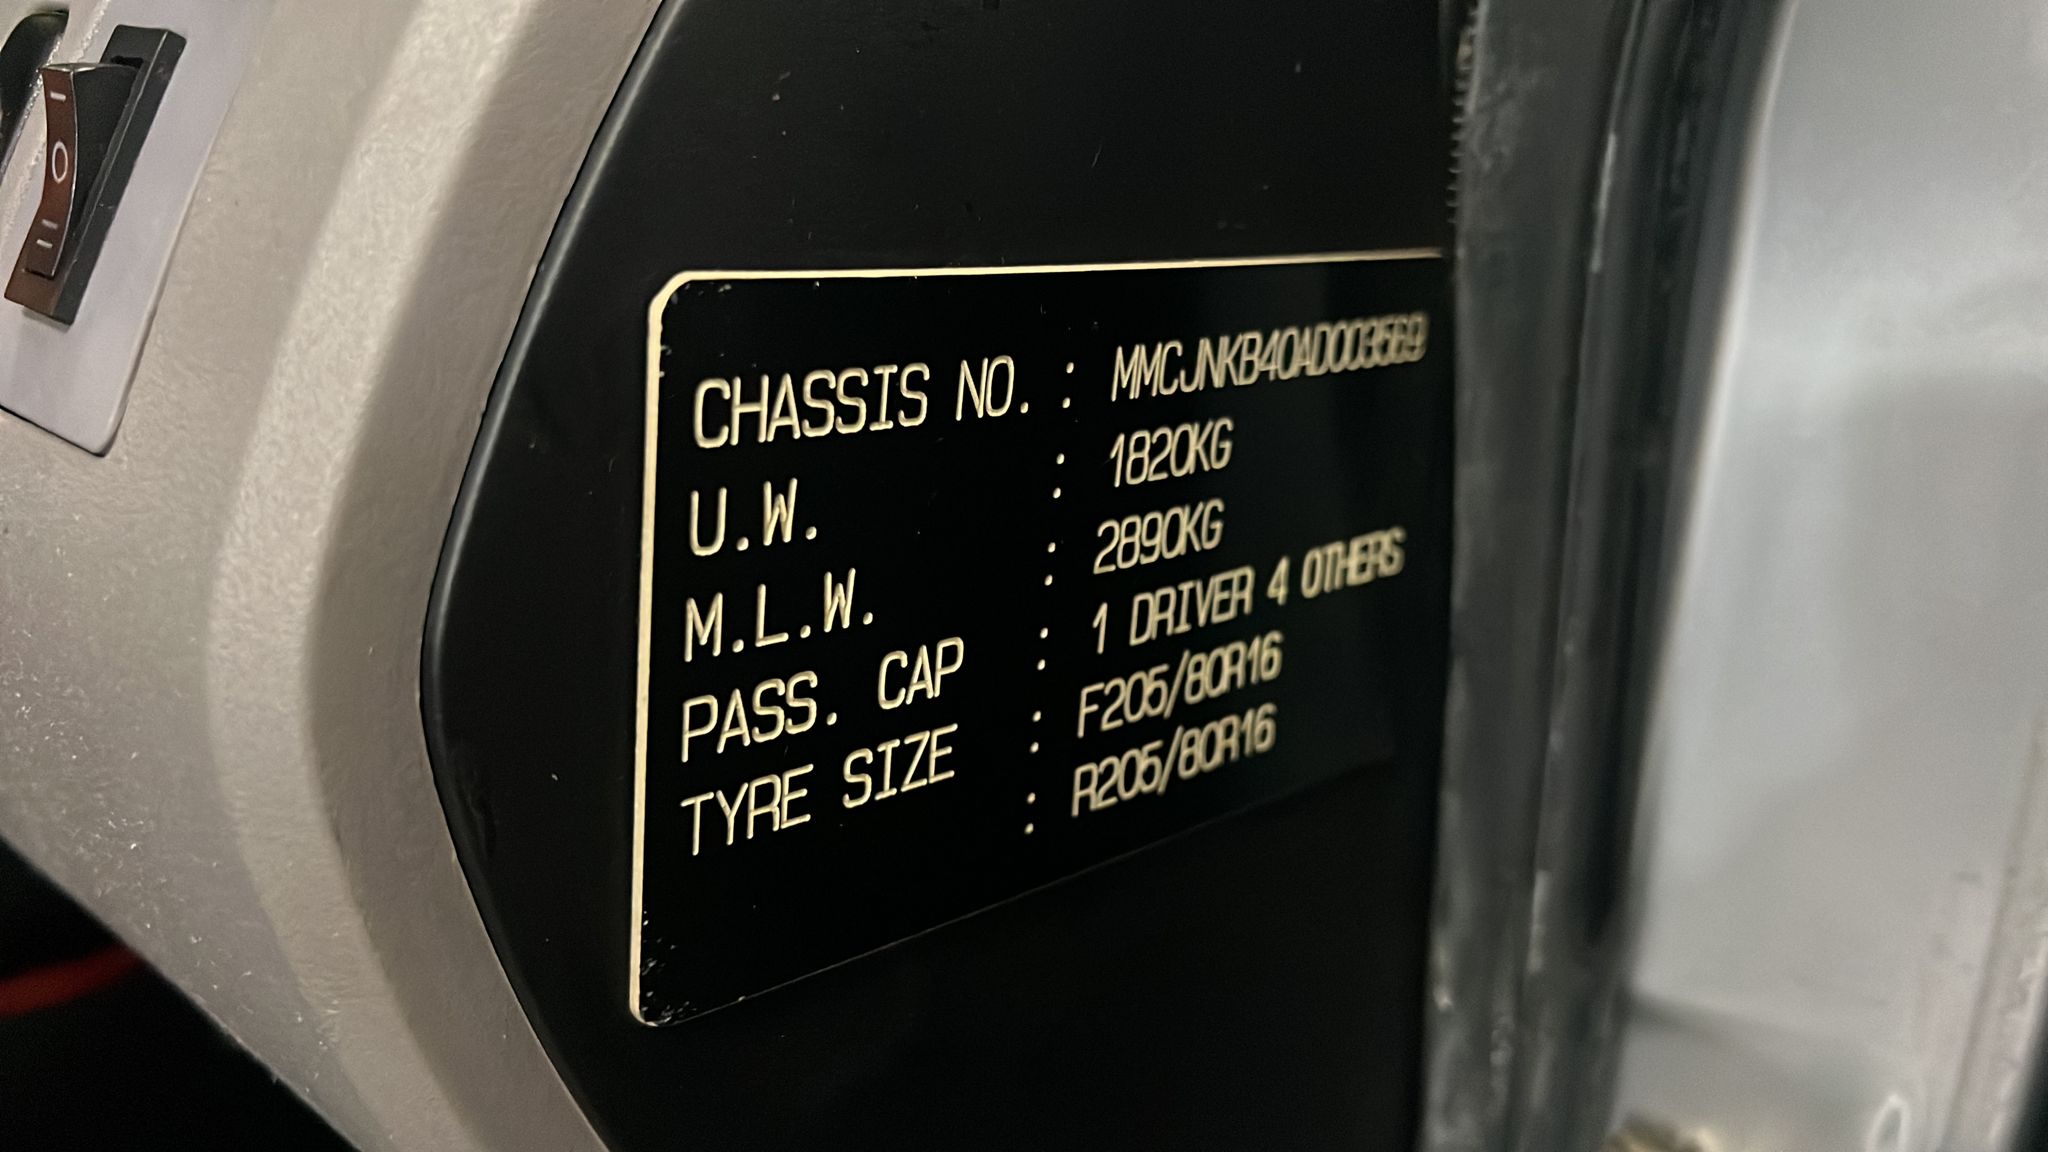 CHASSIS NO. : MMCJNKB40AD003569
U.W. : 1820KG
M.L.W. : 2890KG
PASS. CAP : 1 DRIVER 4 OTHERS
TYRE SIZE : F205/80R16
: R205/80R16